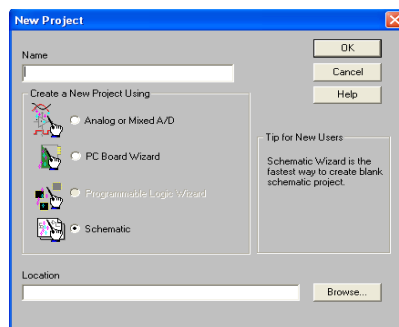 New Project
Name
OK
Cancel
Help
Create a New Project Using
Analog or Mixed A/D
PC Board Wizard
Programmable Logic Wizard
Schematic
Tip for New Users
Schematic Wizard is the
fastest way to create blank
schematic project.
Location
Browse...